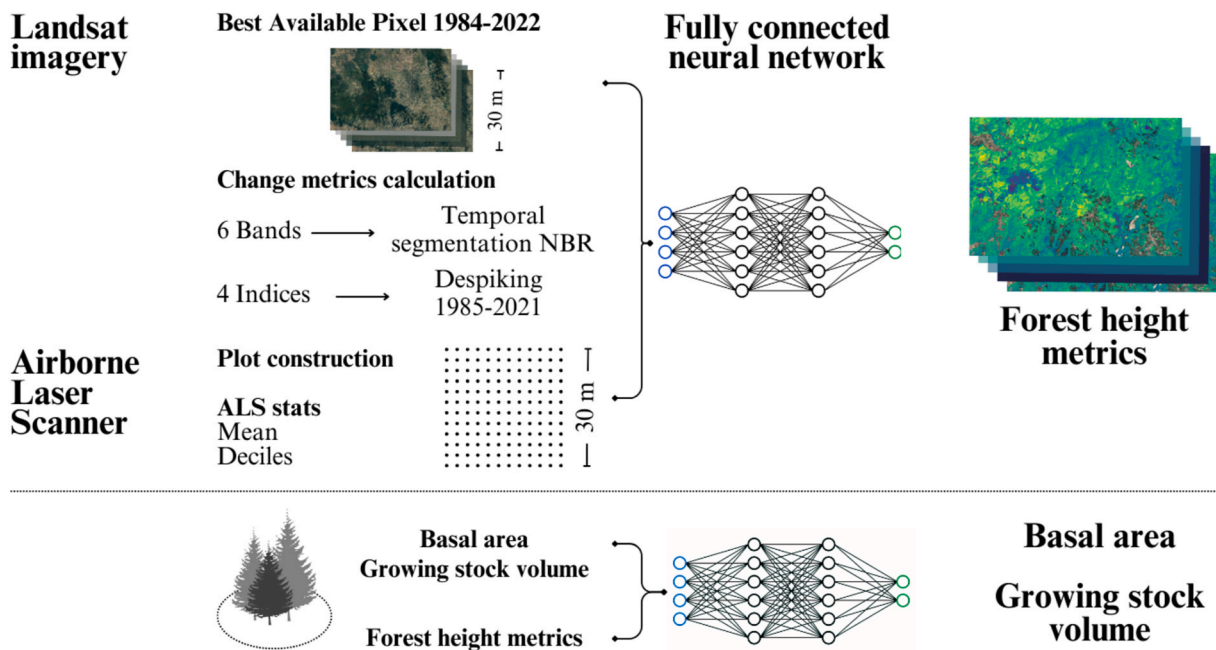 Landsat
imagery
Best Available Pixel 1984-2022
30 m
Change metrics calculation
6 Bands
Temporal
segmentation NBR
4 Indices
Despiking
1985-2021
Airborne
Laser
Scanner
Plot construction
ALS stats
Mean
Deciles
30 m
Fully connected
neural network
Forest height
metrics
Basal area
Growing stock volume
Forest height metrics
Basal area
Growing stock
volume